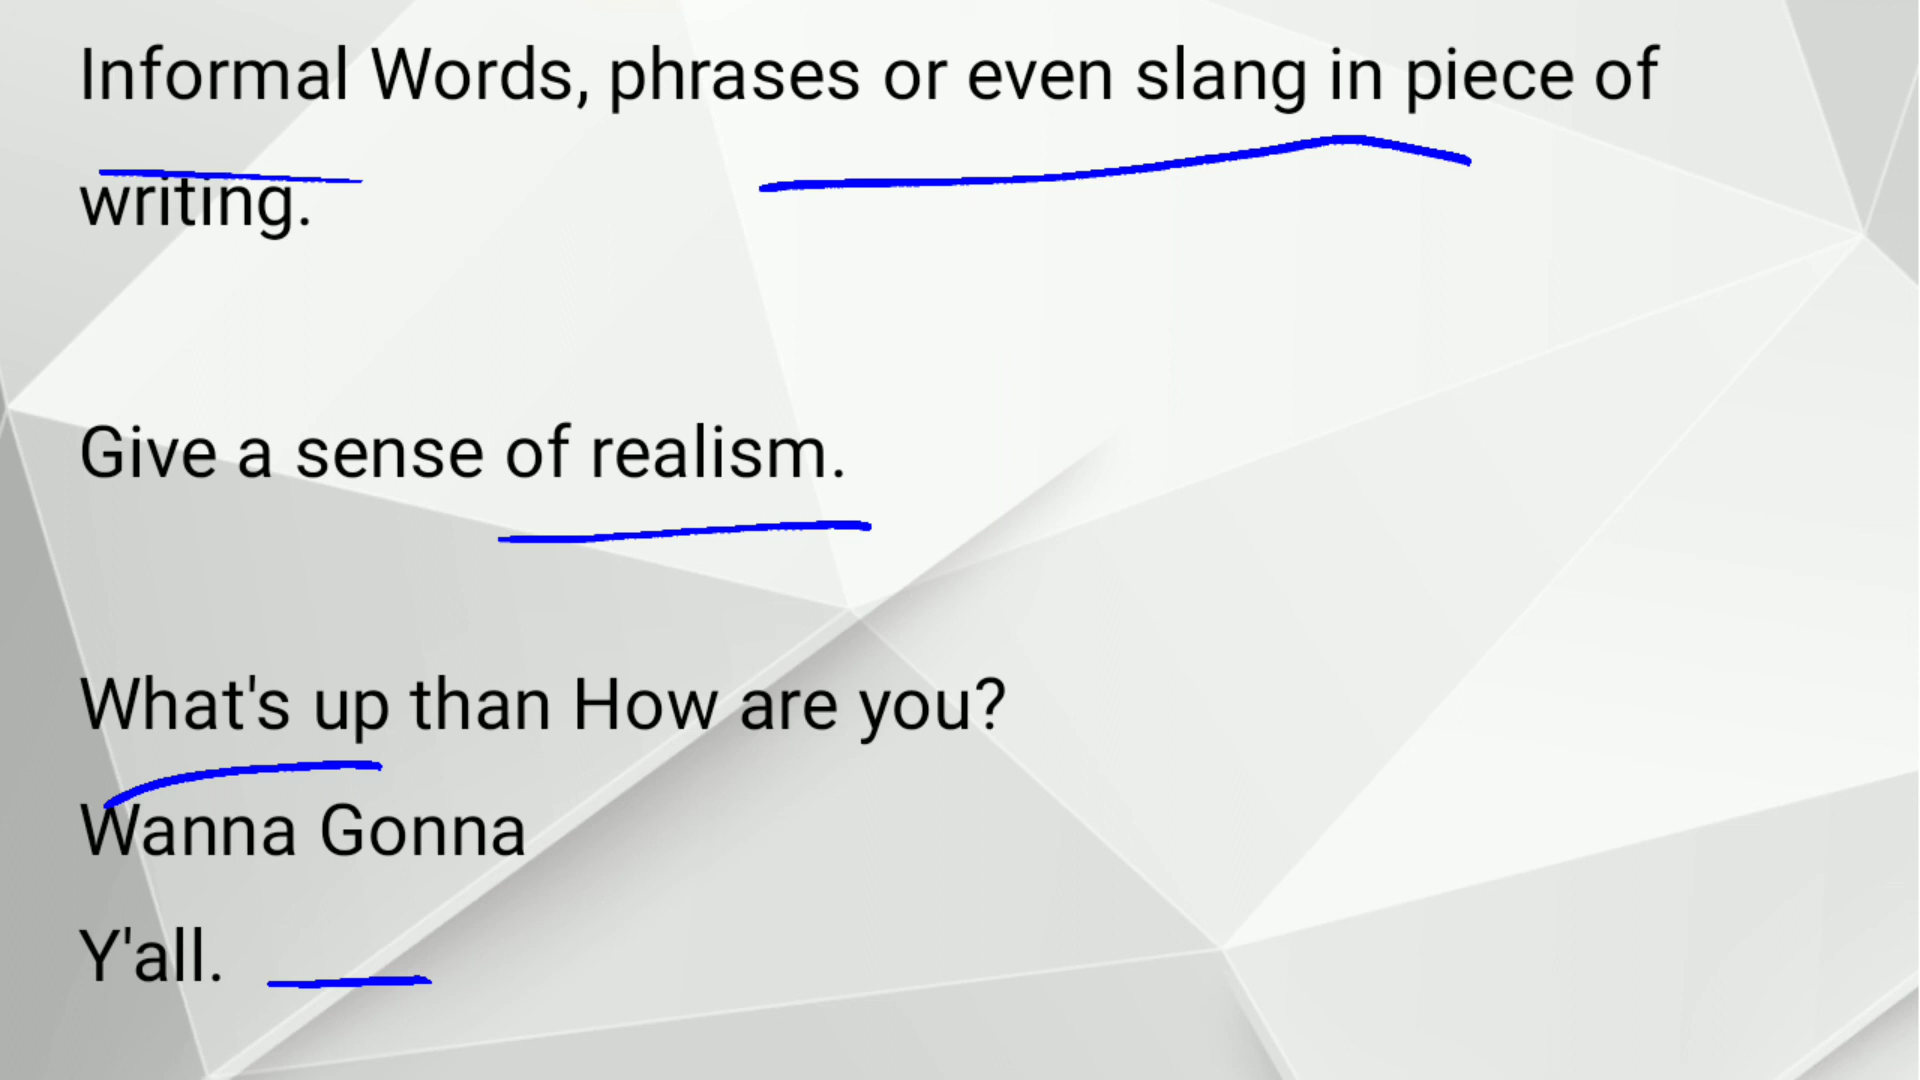 Informal Words, phrases or even slang in piece of
writing.
Give a sense of realism.
What's up than How are you?
Wanna Gonna
Y'all.